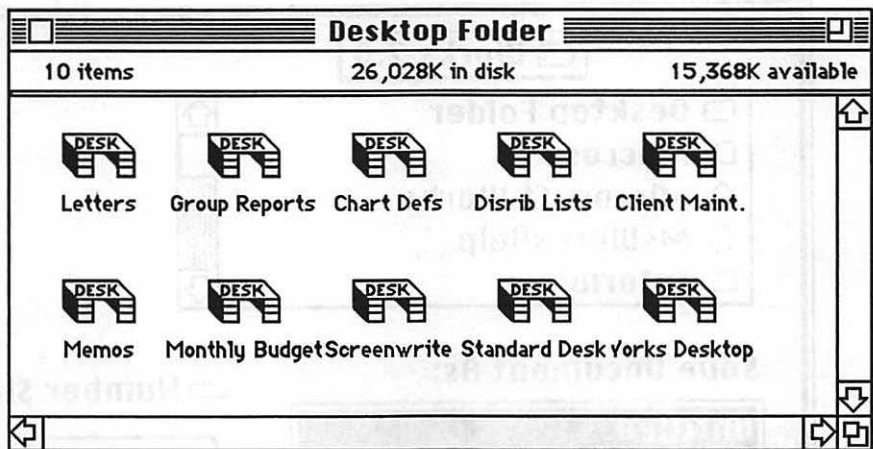 Desktop Folder
10 items 26,028K in disk 15,368K available
DESK DESK DESK DESK DESK
Letters Group Reports Chart Defs Disrib Lists Client Maint.
DESK DESK DESK DESK DESK
Memos Monthly Budget Screenwrite Standard Desk Vorks Desktop